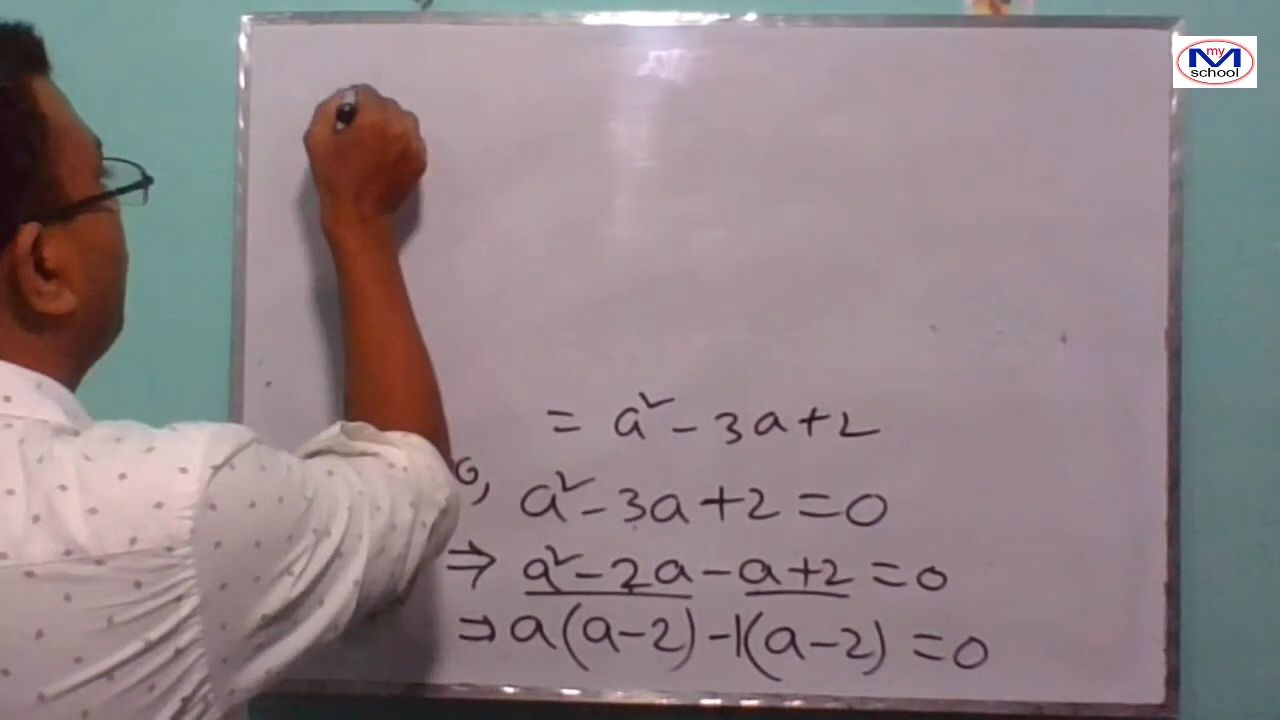 my
M
school
= a² - 3a + 2
a² - 3a + 2 = 0
⇒ a² - 2a - a + 2 = 0
⇒ a(a - 2) - 1(a - 2) = 0